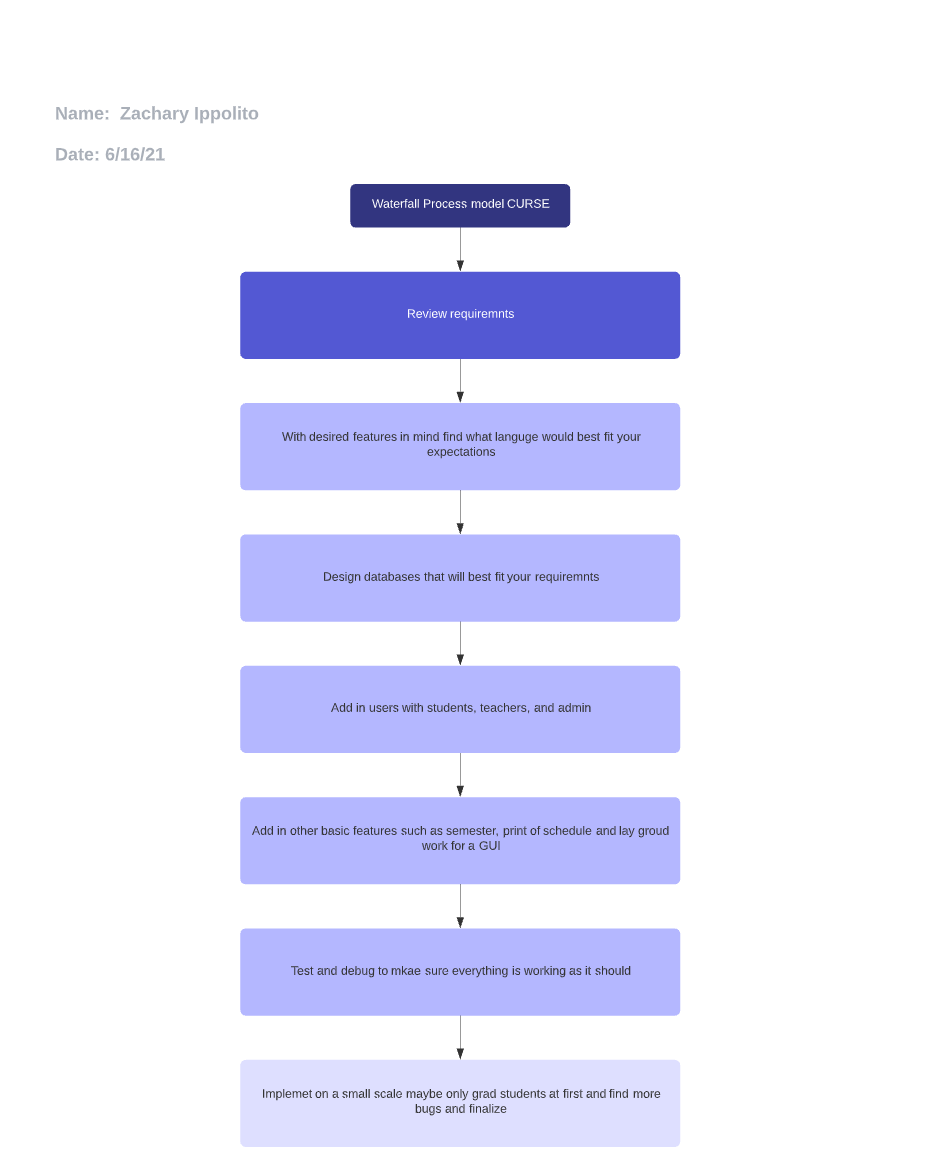 Name:  Zachary Ippolito
Date: 6/16/21
Waterfall Process model CURSE
Review requiremnts
With desired features in mind find what languge would best fit your
expectations
Design databases that will best fit your requiremnts
Add in users with students, teachers, and admin
Add in other basic features such as semester, print of schedule and lay groud
work for a GUI
Test and debug to mkae sure everything is working as it should
Implemet on a small scale maybe only grad students at first and find more
bugs and finalize